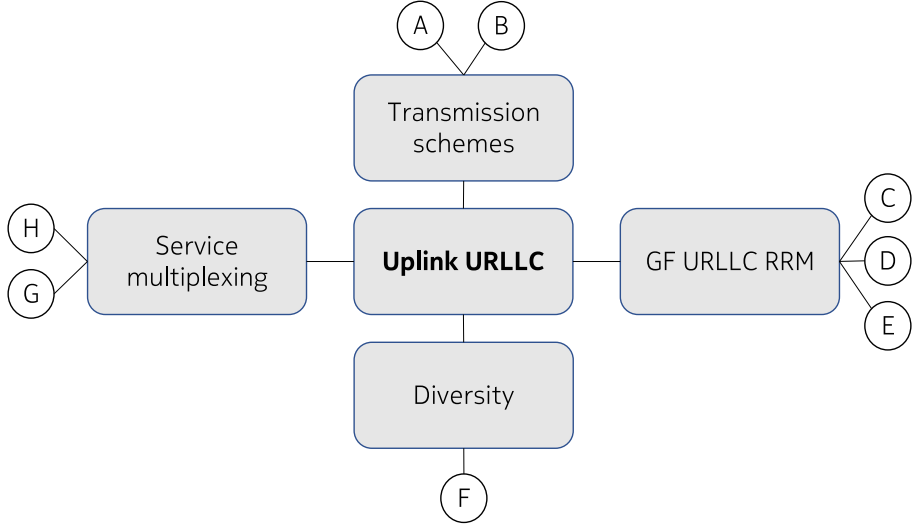 A
B
Transmission
schemes
H
G
Service
multiplexing
Uplink URLLC
GF URLLC RRM
C
D
E
Diversity
F